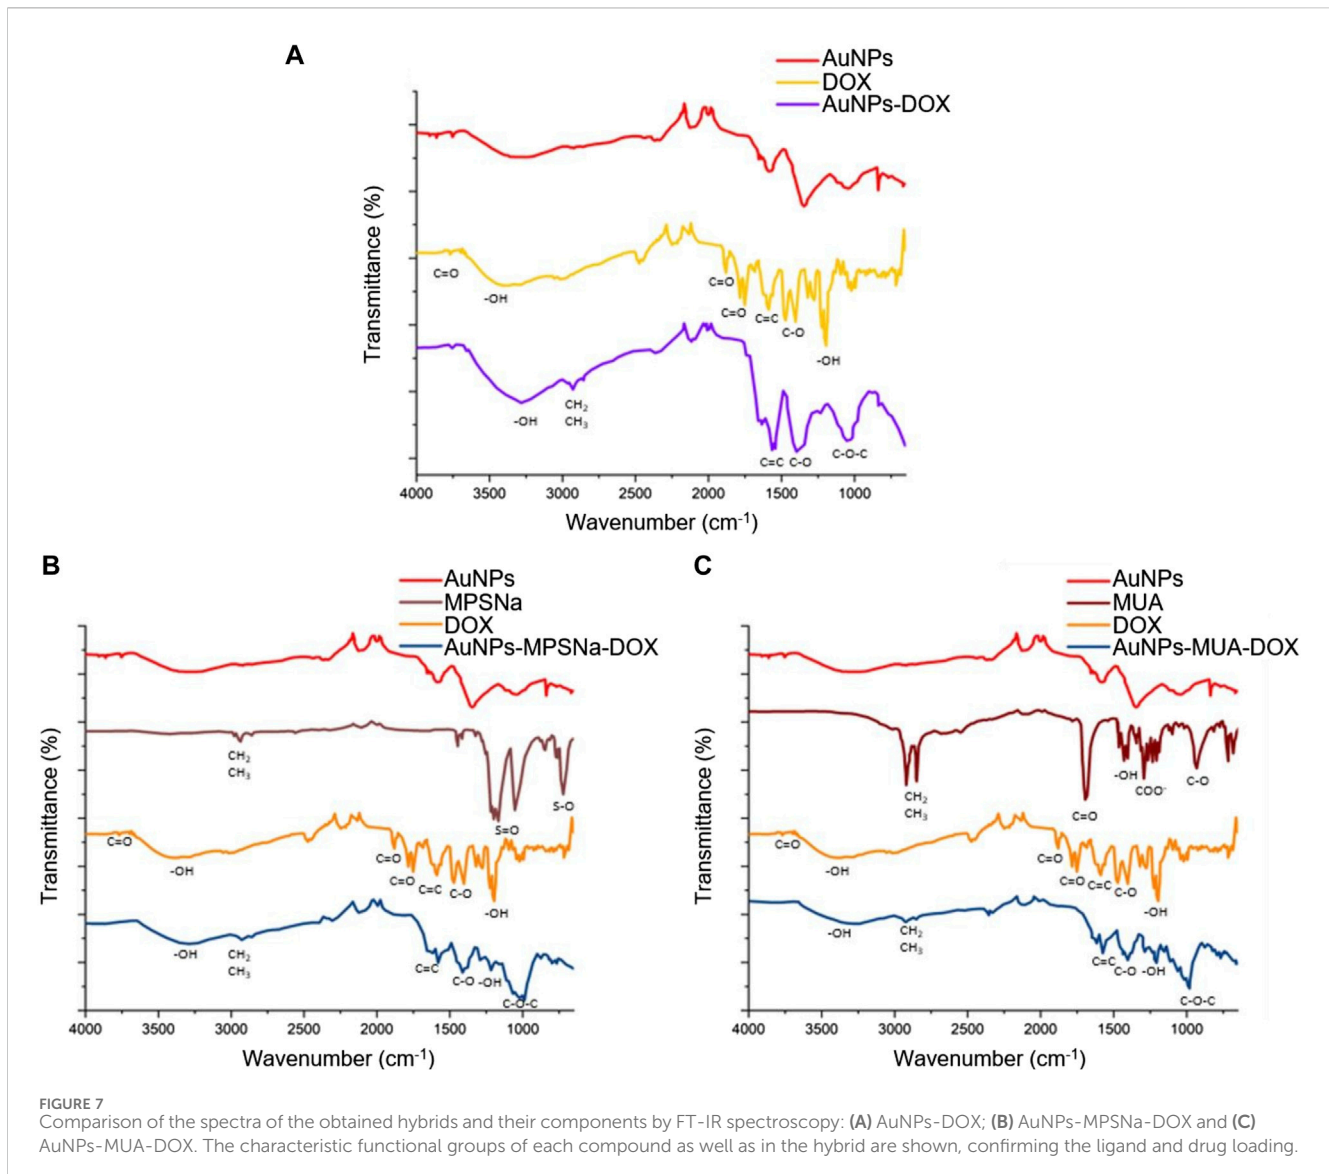 A
AuNPs
DOX
AuNPs-DOX
Transmittance (%)
C=O
-OH
C=O
C=O
C=C
C-O
-OH
-OH
CH2
CH3
C=C
C-O
C-O-C
4000 3500 3000 2500 2000 1500 1000
Wavenumber (cm-1)
B
AuNPs
MPSNa
DOX
AuNPs-MPSNa-DOX
Transmittance (%)
CH2
CH3
S=O
S-O
C=O
-OH
C=O
C=O
C=C
C-O
-OH
-OH
CH2
CH3
C=C
C-O
-OH
C-O-C
4000 3500 3000 2500 2000 1500 1000
Wavenumber (cm-1)
C
AuNPs
MUA
DOX
AuNPs-MUA-DOX
Transmittance (%)
CH2
CH3
C=O
-OH
COO-
C-O
C=O
-OH
C=O
C=O
C=C
C-O
-OH
-OH
CH2
CH3
C=C
C-O
-OH
C-O-C
4000 3500 3000 2500 2000 1500 1000
Wavenumber (cm-1)
FIGURE 7
Comparison of the spectra of the obtained hybrids and their components by FT-IR spectroscopy: (A) AuNPs-DOX; (B) AuNPs-MPSNa-DOX and (C)
AuNPs-MUA-DOX. The characteristic functional groups of each compound as well as in the hybrid are shown, confirming the ligand and drug loading.